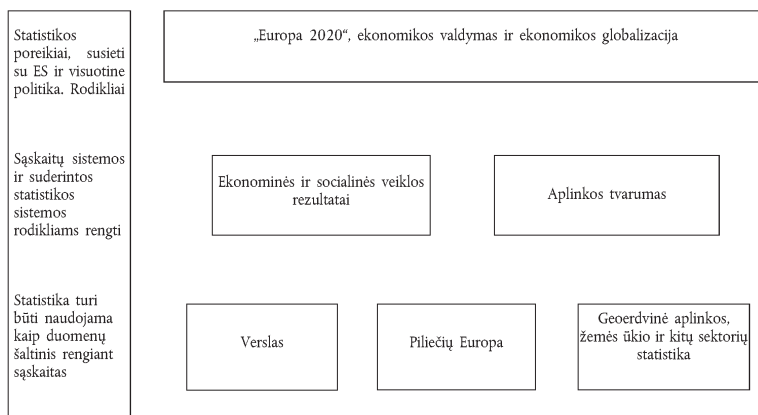 Statistikos
poreikiai, susieti
su ES ir visuotine
politika. Rodikliai
„Europa 2020“, ekonomikos valdymas ir ekonomikos globalizacija
Sąskaitų sistemos
ir suderintos
statistikos
sistemos
rodikliams rengti
Ekonominės ir socialinės veiklos
rezultatai
Aplinkos tvarumas
Statistika turi
būti naudojama
kaip duomenų
šaltinis rengiant
sąskaitas
Verslas
Piliečių Europa
Geoerdvinė aplinkos,
žemės ūkio ir kitų sektorių
statistika